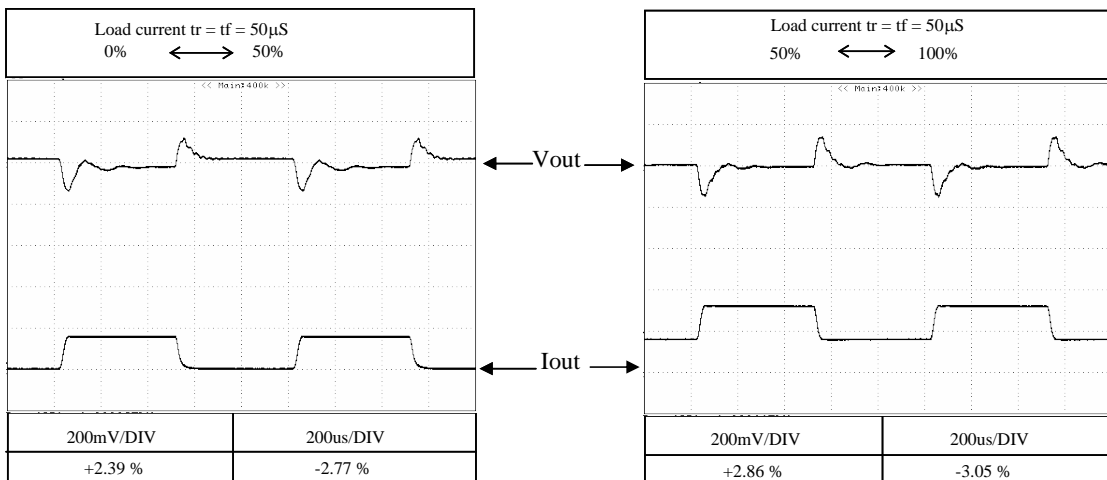 Load current tr = tf = 50μS
0% 50%
Load current tr = tf = 50μS
50% 100%
<< Main:400k >>
<< Main:400k >>
Vout
Iout
200mV/DIV 200us/DIV
+2.39 % -2.77 %
200mV/DIV 200us/DIV
+2.86 % -3.05 %